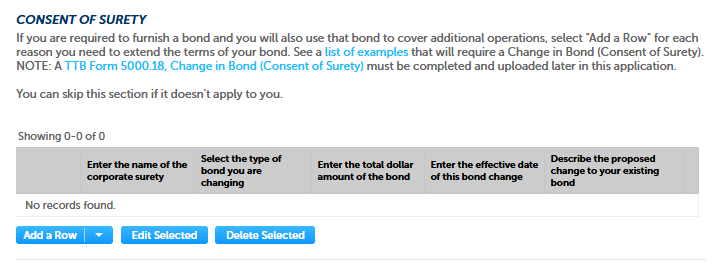 CONSENT OF SURETY
If you are required to furnish a bond and you will also use that bond to cover additional operations, select "Add a Row" for each
reason you need to extend the terms of your bond. See a list of examples that will require a Change in Bond (Consent of Surety).
NOTE: A TTB Form 5000.18, Change in Bond (Consent of Surety) must be completed and uploaded later in this application.
You can skip this section if it doesn't apply to you.
Showing 0-0 of 0
Enter the name of the
corporate surety
Select the type of
bond you are
changing
Enter the total dollar
amount of the bond
Enter the effective date
of this bond change
Describe the proposed
change to your existing
bond
No records found.
Add a Row
Edit Selected
Delete Selected